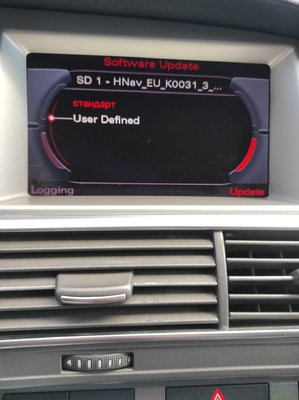 Software Update
SD 1 - HNav_EU_K0031_3_,,,
стандарт
User Defined
Logging
Update